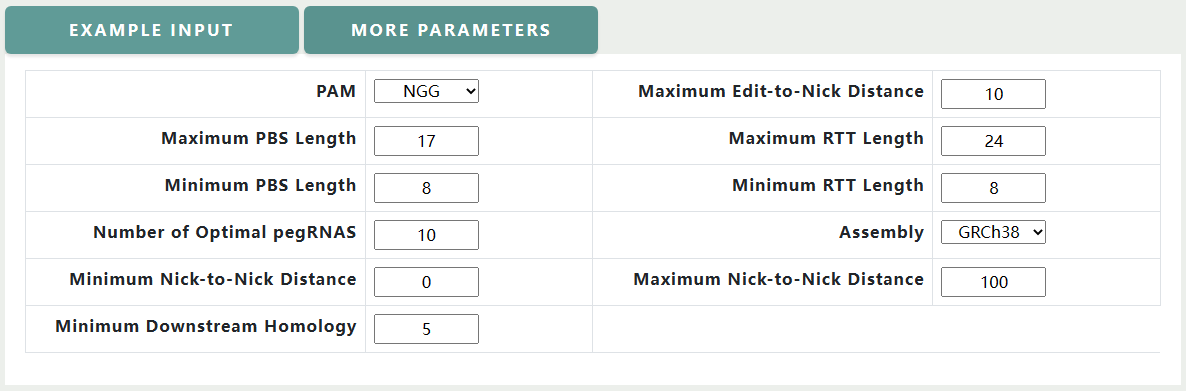 EXAMPLE INPUT MORE PARAMETERS
PAM NGG Maximum Edit-to-Nick Distance 10
Maximum PBS Length 17 Maximum RTT Length 24
Minimum PBS Length 8 Minimum RTT Length 8
Number of Optimal pegRNAS 10 Assembly GRCh38
Minimum Nick-to-Nick Distance 0 Maximum Nick-to-Nick Distance 100
Minimum Downstream Homology 5